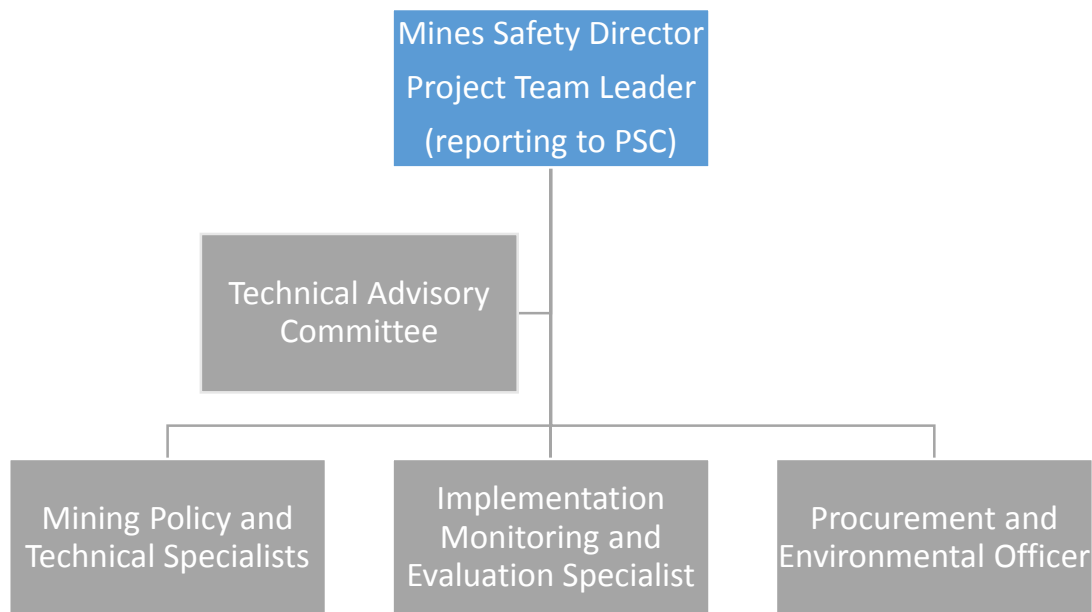 Mines Safety Director
Project Team Leader
(reporting to PSC)
Technical Advisory
Committee
Mining Policy and
Technical Specialists
Implementation
Monitoring and
Evaluation Specialist
Procurement and
Environmental Officer